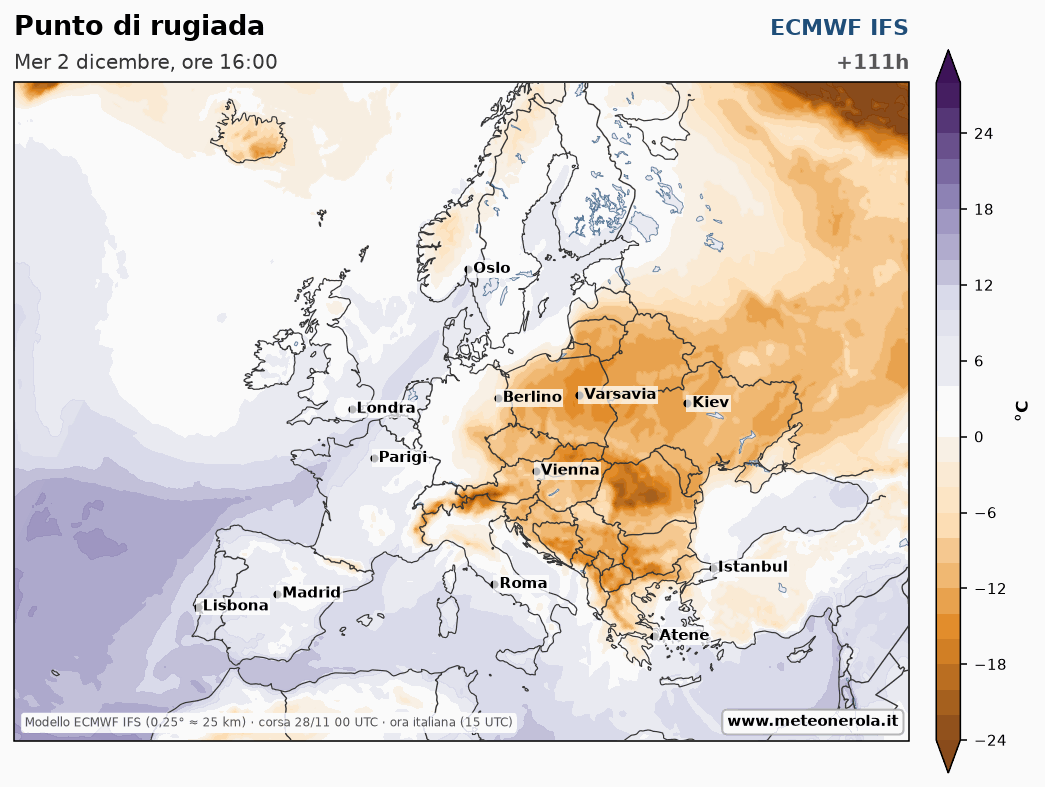 Punto di rugiada
ECMWF IFS
Mer 2 dicembre, ore 16:00
+111h
24
18
12
6
0
−6
−12
−18
−24
°C
Oslo
Berlino
Varsavia
Kiev
Londra
Parigi
Vienna
Istanbul
Roma
Madrid
Lisbona
Atene
Modello ECMWF IFS (0,25° ≈ 25 km) · corsa 28/11 00 UTC · ora italiana (15 UTC)
www.meteonerola.it